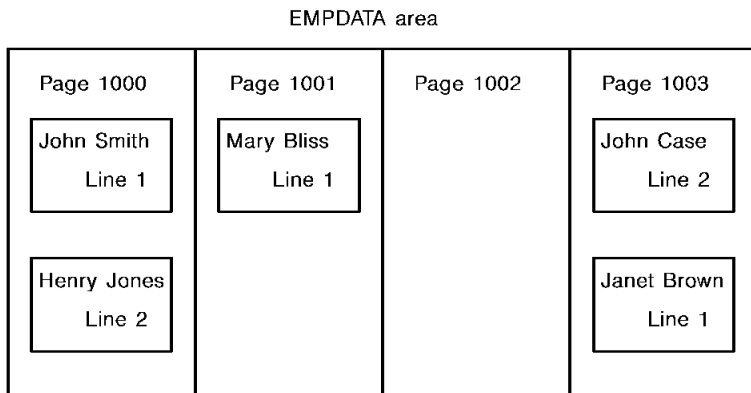 EMPDATA area
Page 1000
John Smith
Line 1
Henry Jones
Line 2
Page 1001
Mary Bliss
Line 1
Page 1002
Page 1003
John Case
Line 2
Janet Brown
Line 1